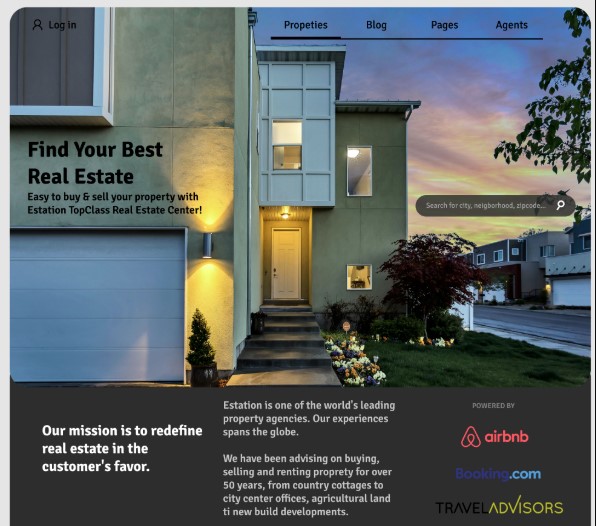 Log in
Propeties
Blog
Pages
Agents
Find Your Best
Real Estate
Easy to buy & sell your property with
Estation TopClass Real Estate Center!
Search for city, neigborhood, zipcode...
Our mission is to redefine
real estate in the
customer's favor.
Estation is one of the world's leading
property agencies. Our experiences
spans the globe.
We have been advising on buying,
selling and renting proprety for over
50 years, from country cottages to
city center offices, agricultural land
ti new build developments.
POWERED BY
airbnb
Booking.com
TRAVELADVISORS